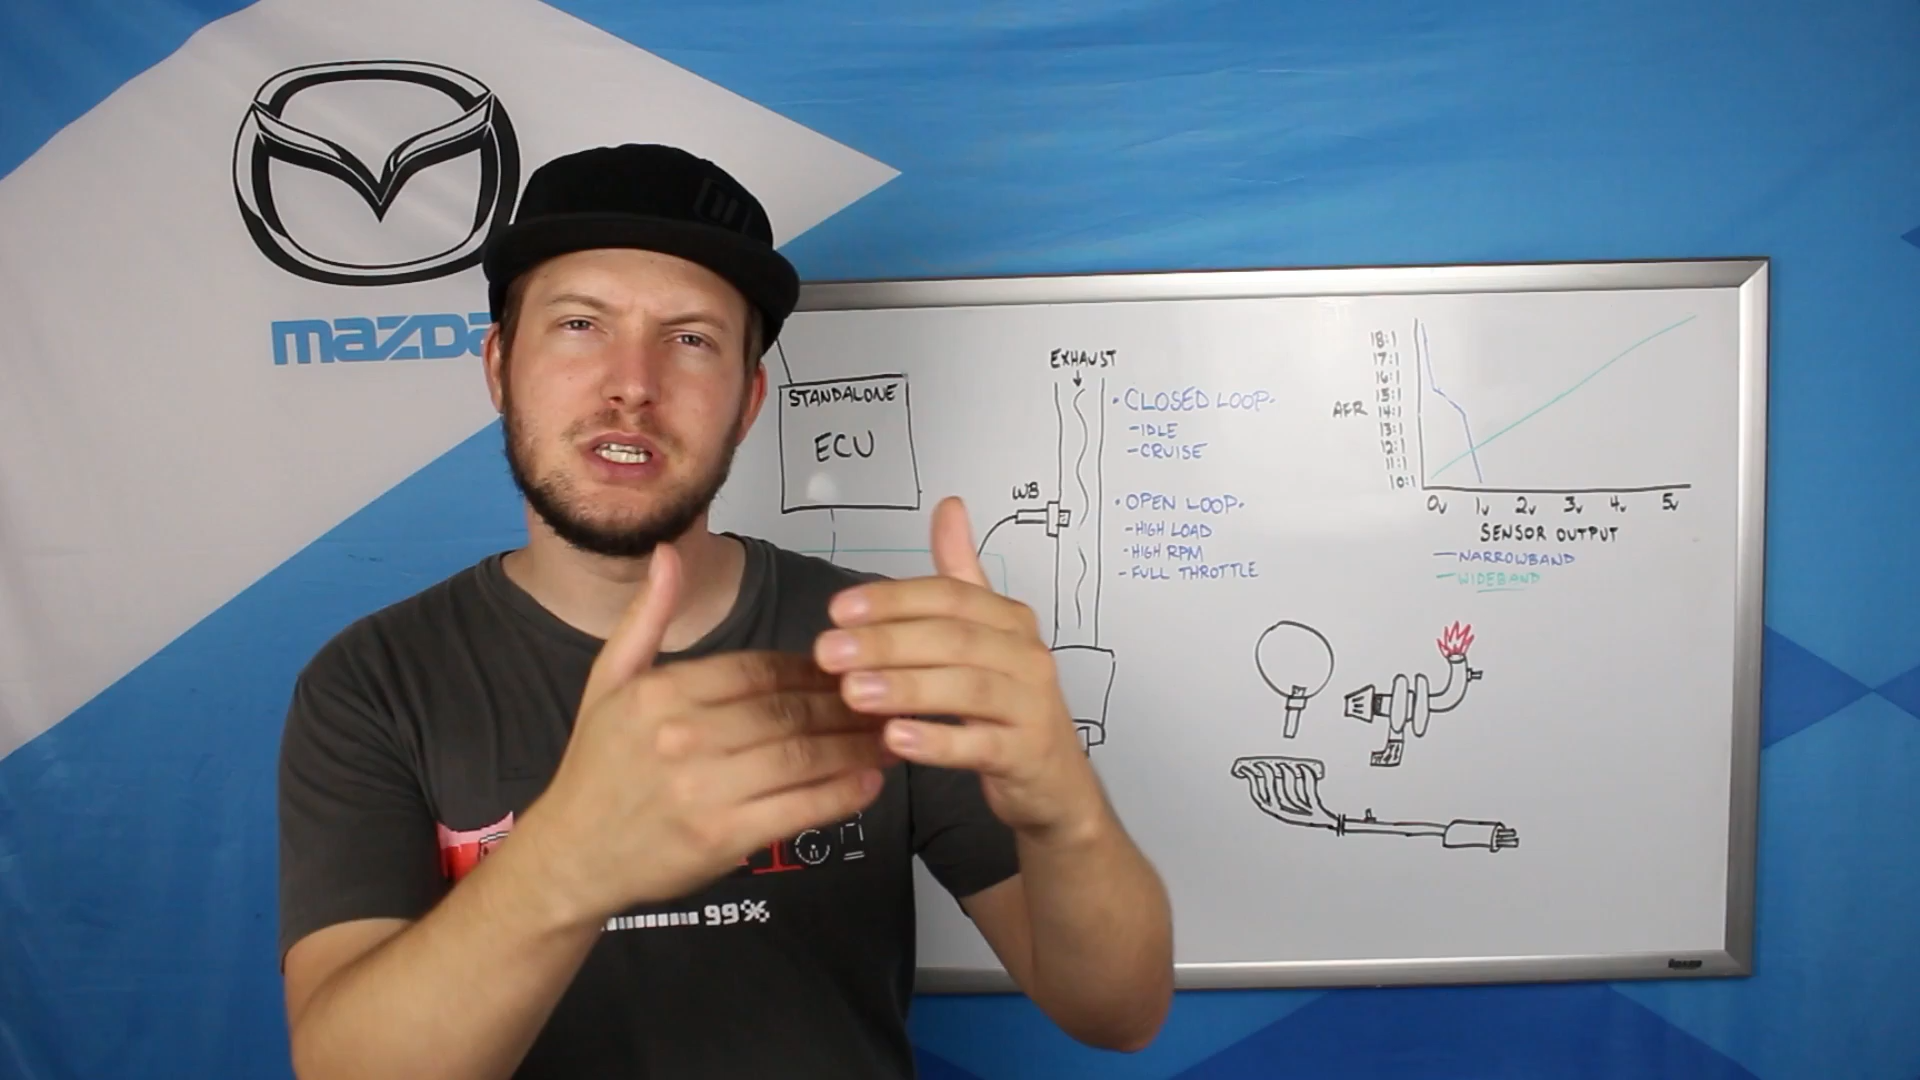 mazda
99%
STANDALONE
ECU
EXHAUST
WB
• CLOSED LOOP•
- IDLE
- CRUISE
• OPEN LOOP•
- HIGH LOAD
- HIGH RPM
- FULL THROTTLE
AFR
18:1
17:1
16:1
15:1
14:1
13:1
12:1
11:1
10:1
0v 1v 2v 3v 4v 5v
SENSOR OUTPUT
— NARROWBAND
— WIDEBAND